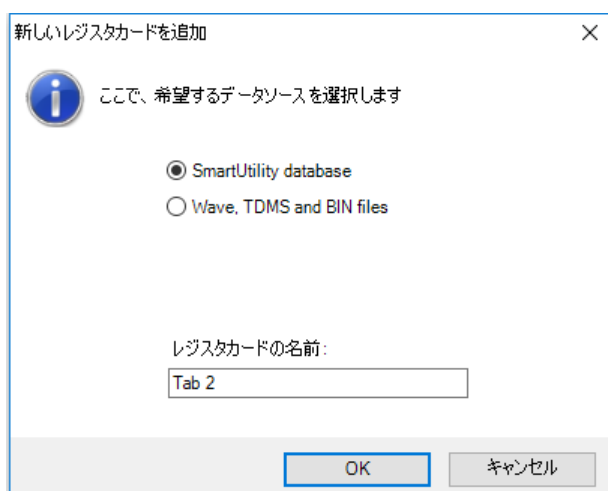 新しいレジスタカードを追加
ここで、希望するデータソースを選択します
SmartUtility database
Wave, TDMS and BIN files
レジスタカードの名前:
Tab 2
OK キャンセル